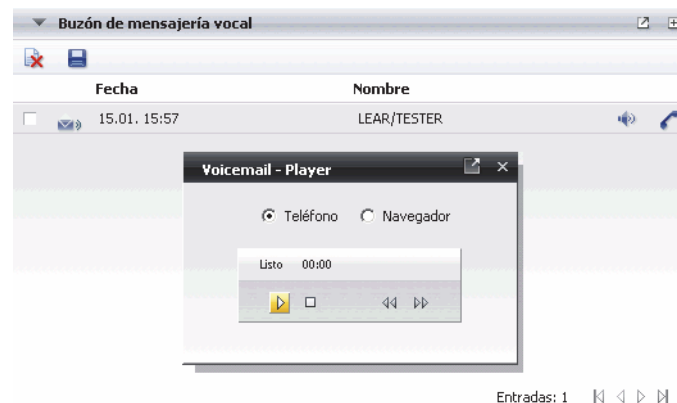 Buzón de mensajería vocal
Fecha Nombre
15.01. 15:57 LEAR/TESTER
Voicemail - Player
Teléfono Navegador
Listo 00:00
Entradas: 1